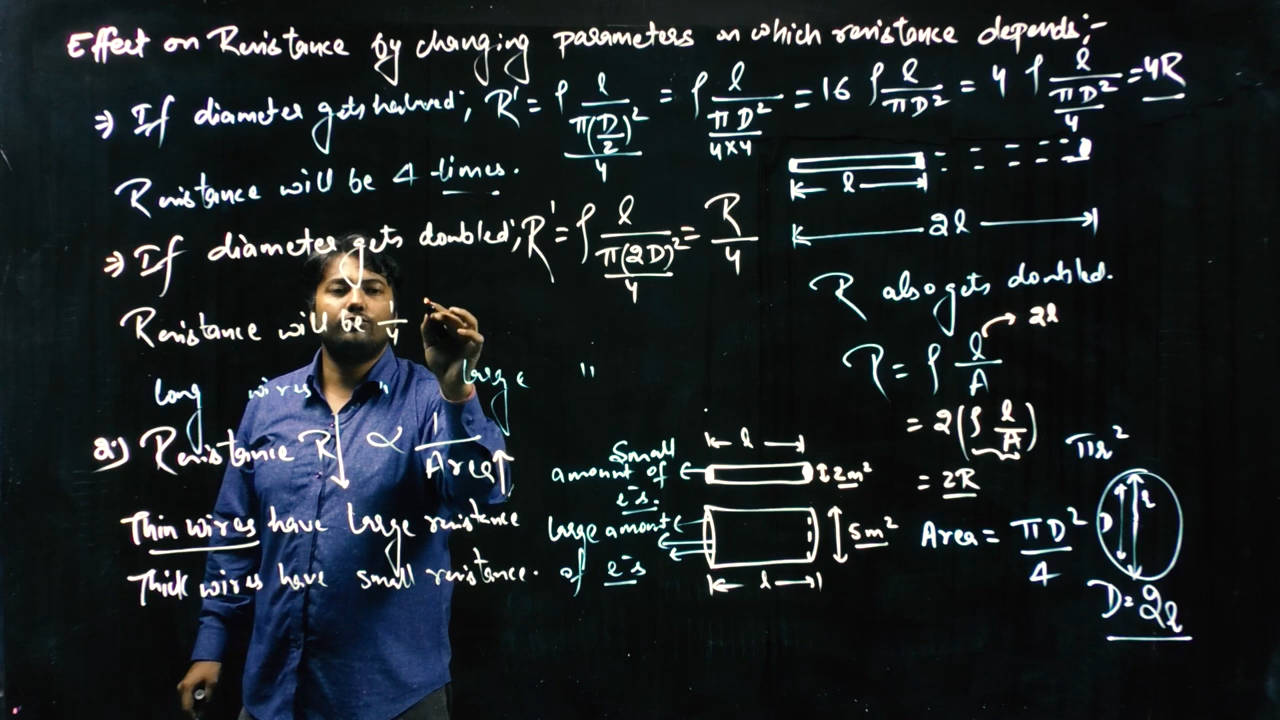 Effect on Resistance by changing parameters on which resistance depends:-
⇒ If diameter gets halved; R' = ρ l/(π(D/2)²/4) = ρ l/(πD²/(4×4)) = 16 ρ l/(πD²) = 4 ρ l/(πD²/4) = 4R
Resistance will be 4 times.
⇒ If diameter gets doubled; R' = ρ l/(π(2D)²/4) = R/4
Resistance will be 1/4
long wires " large "
2.) Resistance R↓ ∝ 1/Area↑
Thin wires have large resistance
Thick wires have small resistance.
l
2l
R also gets doubled.
R = ρ l/A → 2l
= 2(ρ l/A)
= 2R
Small amount of e⁻s.
l
2m²
large amount of e⁻s
5m²
l
πr²
Area = πD²/4
D
r
D = 2r